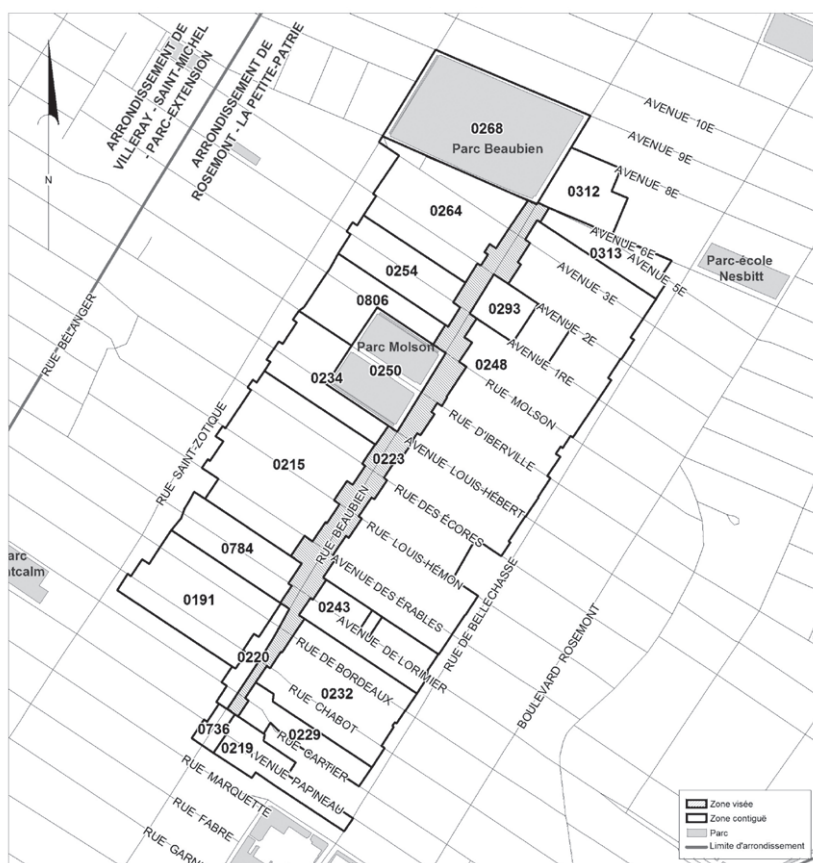 ARRONDISSEMENT DE
VILLERAY - SAINT-MICHEL
- PARC-EXTENSION
ARRONDISSEMENT DE
ROSEMONT - LA PETITE-PATRIE
N
0268
Parc Beaubien
AVENUE 10E
AVENUE 9E
AVENUE 8E
0312
0264
AVENUE 6E
0313
AVENUE 5E
Parc-école
Nesbitt
0254
AVENUE 3E
0806
0293
AVENUE 2E
Parc Molson
0250
0248
AVENUE 1RE
0234
RUE BÉLANGER
RUE MOLSON
RUE D'IBERVILLE
RUE SAINT-ZOTIQUE
0215
0223
AVENUE LOUIS-HÉBERT
RUE DES ÉCORES
RUE BEAUBIEN
RUE LOUIS-HÉMON
0784
AVENUE DES ÉRABLES
RUE DE BELLECHASSE
0191
0243
AVENUE DE LORIMIER
0220
RUE DE BORDEAUX
0232
RUE CHABOT
BOULEVARD ROSEMONT
0736
0229
0219
RUE CARTIER
AVENUE PAPINEAU
RUE MARQUETTE
RUE FABRE
RUE GARN
arc
tcalm
Zone visée
Zone contiguë
Parc
Limite d'arrondissement